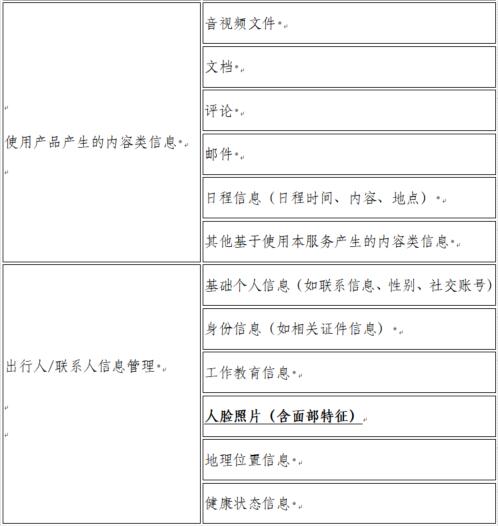 音视频文件
文档
评论
使用产品产生的内容类信息
邮件
日程信息（日程时间、内容、地点）
其他基于使用本服务产生的内容类信息
基础个人信息（如联系信息、性别、社交账号)
身份信息（如相关证件信息）
出行人/联系人信息管理
工作教育信息
人脸照片（含面部特征）
地理位置信息
健康状态信息